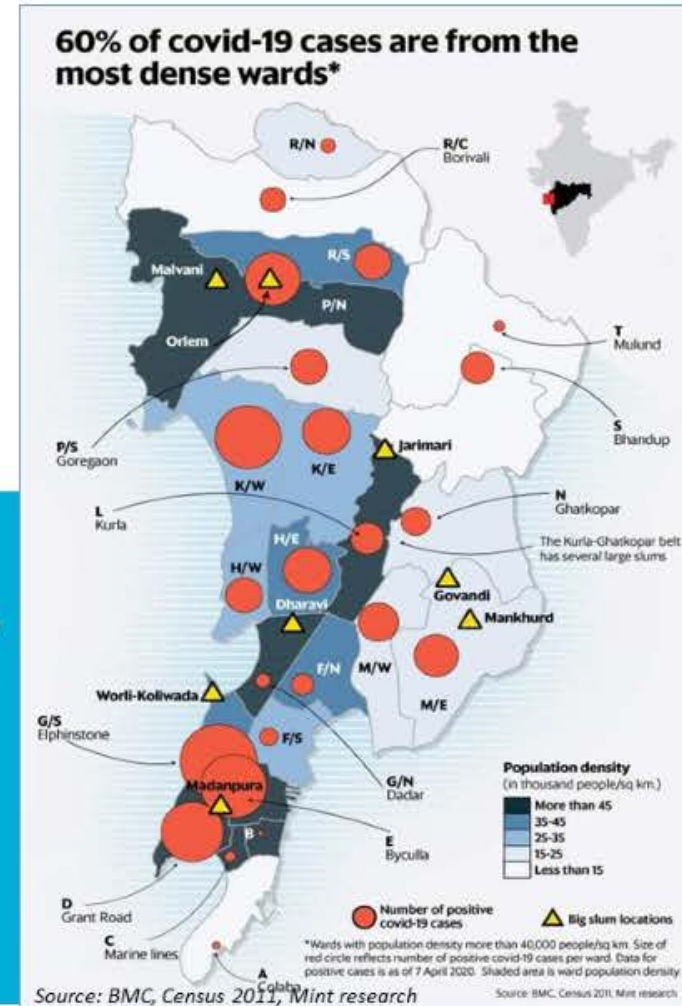 60% of covid-19 cases are from the
most dense wards*
R/N
R/C
Borivali
R/S
Malvani
P/N
Orlem
T
Mulund
S
Bhandup
P/S
Goregaon
Jarimari
K/E
K/W
L
Kurla
N
Ghatkopar
The Kurla-Ghatkopar belt
has several large slums
H/E
H/W
Govandi
Dharavi
Mankhurd
F/N
M/W
Worli-Koliwada
M/E
G/S
Elphinstone
F/S
G/N
Dadar
Madanpura
B
E
Byculla
D
Grant Road
C
Marine lines
A
Colaba
Population density
(in thousand people/sq km.)
More than 45
35-45
25-35
15-25
Less than 15
Number of positive
covid-19 cases
Big slum locations
*Wards with population density more than 40,000 people/sq km. Size of
red circle reflects number of positive covid-19 cases per ward. Data for
positive cases is as of 7 April 2020. Shaded area is ward population density
Source: BMC, Census 2011, Mint research
Source: BMC, Census 2011, Mint research